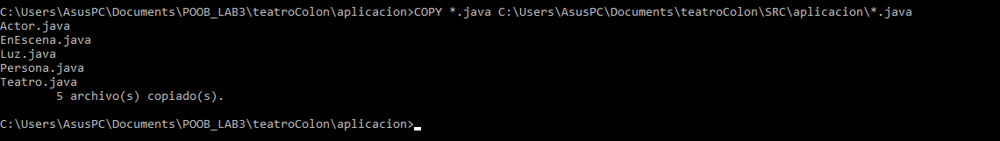 C:\Users\AsusPC\Documents\POOB_LAB3\teatroColon\aplicacion>COPY *.java C:\Users\AsusPC\Documents\teatroColon\SRC\aplicacion\*.java
Actor.java
EnEscena.java
Luz.java
Persona.java
Teatro.java
        5 archivo(s) copiado(s).
C:\Users\AsusPC\Documents\POOB_LAB3\teatroColon\aplicacion>